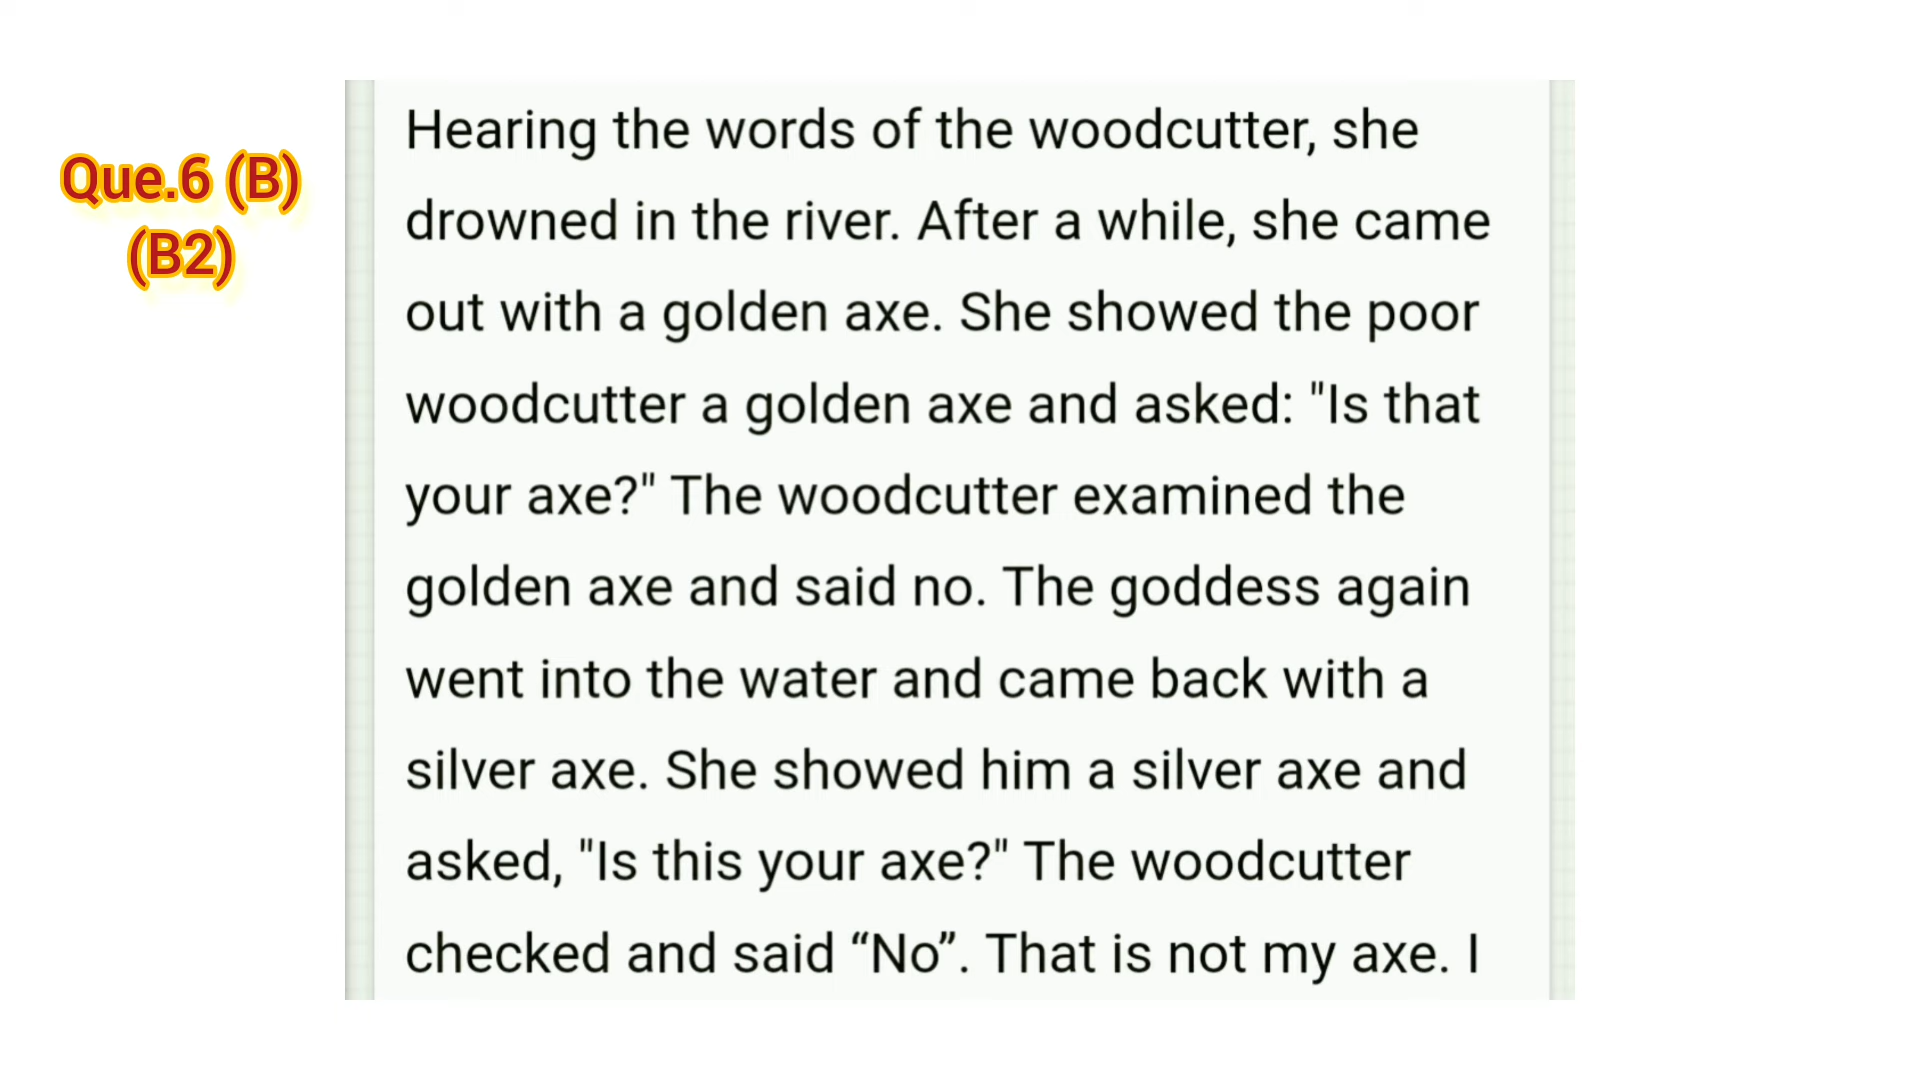 Que.6 (B)
(B2)
Hearing the words of the woodcutter, she
drowned in the river. After a while, she came
out with a golden axe. She showed the poor
woodcutter a golden axe and asked: "Is that
your axe?" The woodcutter examined the
golden axe and said no. The goddess again
went into the water and came back with a
silver axe. She showed him a silver axe and
asked, "Is this your axe?" The woodcutter
checked and said “No”. That is not my axe. I